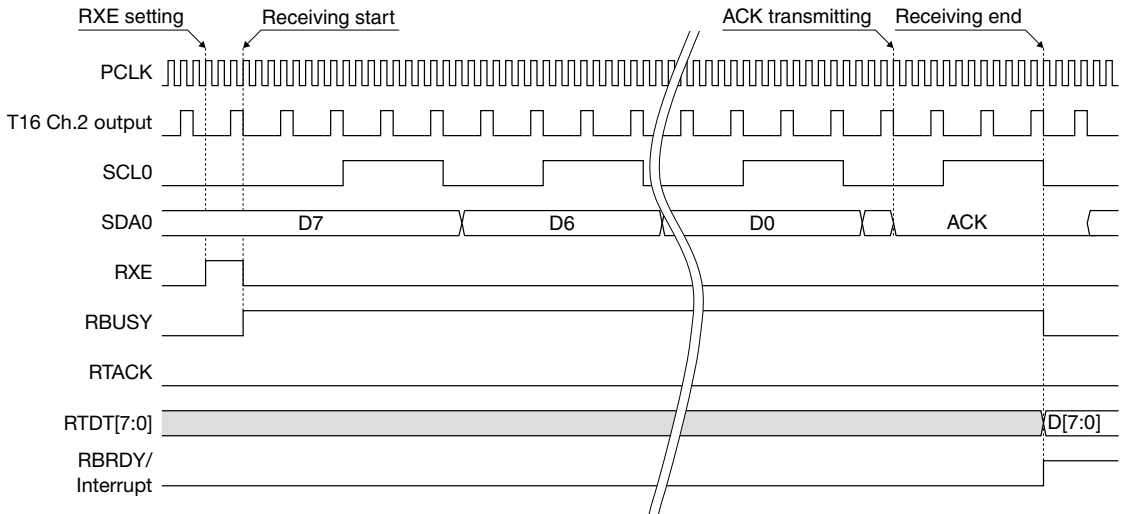 RXE setting Receiving start ACK transmitting Receiving end
PCLK
T16 Ch.2 output
SCL0
SDA0 D7 D6 D0 ACK
RXE
RBUSY
RTACK
RTDT[7:0] D[7:0]
RBRDY/
Interrupt